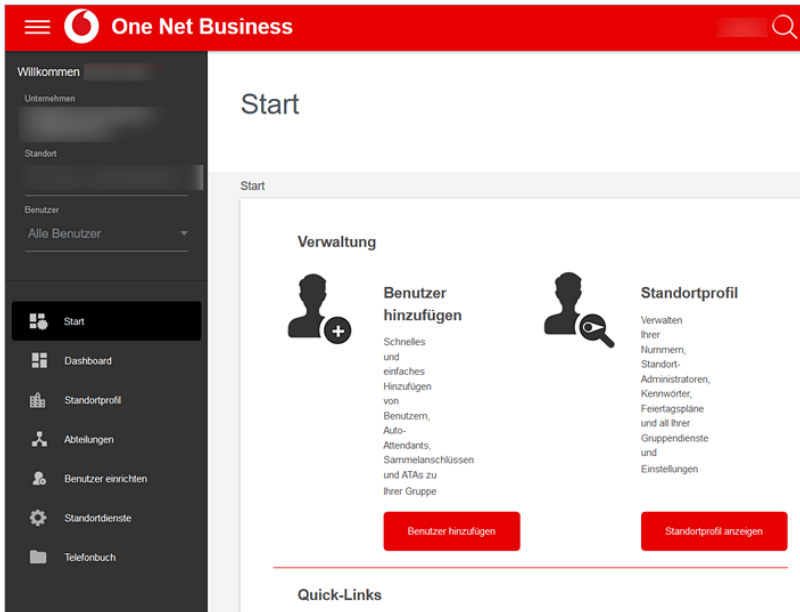 One Net Business
Willkommen
Unternehmen
Standort
Benutzer
Alle Benutzer
Start
Dashboard
Standortprofil
Abteilungen
Benutzer einrichten
Standortdienste
Telefonbuch
Start
Start
Verwaltung
Benutzer
hinzufügen
Schnelles
und
einfaches
Hinzufügen
von
Benutzern,
Auto-
Attendants,
Sammelanschlüssen
und ATAs zu
Ihrer Gruppe
Benutzer hinzufügen
Standortprofil
Verwalten
Ihrer
Nummern,
Standort-
Administratoren,
Kennwörter,
Feiertagspläne
und all Ihrer
Gruppendienste
und
Einstellungen
Standortprofil anzeigen
Quick-Links